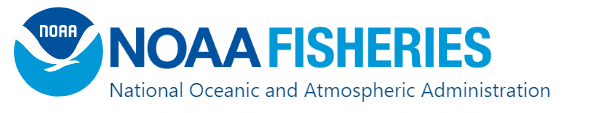 NOAA
NOAA FISHERIES
National Oceanic and Atmospheric Administration